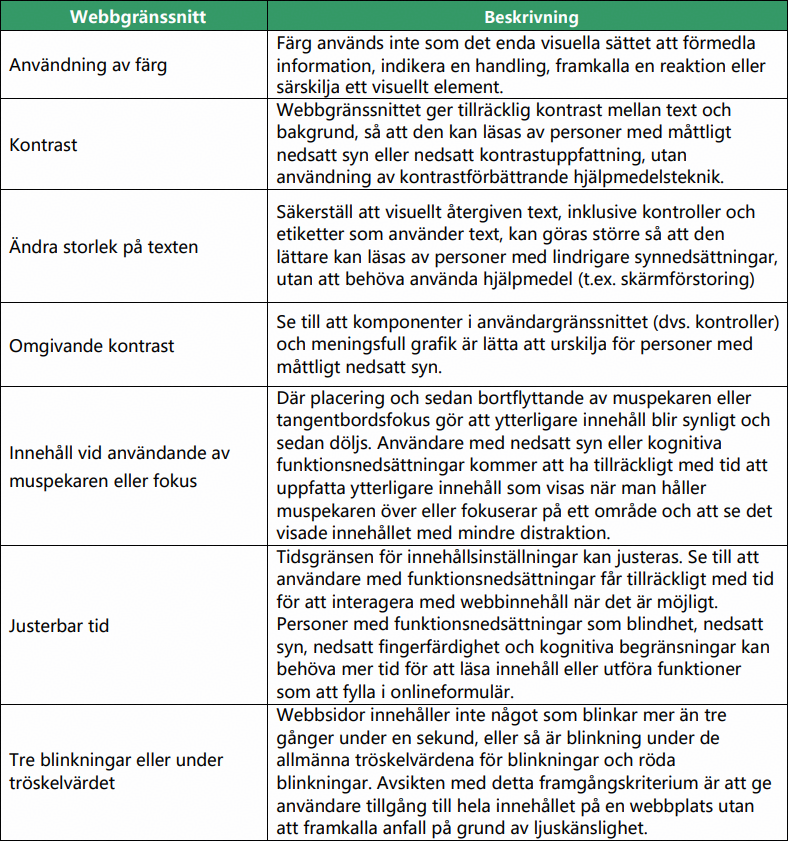 Webbgränssnitt
Beskrivning
Användning av färg
Färg används inte som det enda visuella sättet att förmedla
information, indikera en handling, framkalla en reaktion eller
särskilja ett visuellt element.
Kontrast
Webbgränssnittet ger tillräcklig kontrast mellan text och
bakgrund, så att den kan läsas av personer med måttligt
nedsatt syn eller nedsatt kontrastuppfattning, utan
användning av kontrastförbättrande hjälpmedelsteknik.
Ändra storlek på texten
Säkerställ att visuellt återgiven text, inklusive kontroller och
etiketter som använder text, kan göras större så att den
lättare kan läsas av personer med lindrigare synnedsättningar,
utan att behöva använda hjälpmedel (t.ex. skärmförstoring)
Omgivande kontrast
Se till att komponenter i användargränssnittet (dvs. kontroller)
och meningsfull grafik är lätta att urskilja för personer med
måttligt nedsatt syn.
Innehåll vid användande av
muspekaren eller fokus
Där placering och sedan bortflyttande av muspekaren eller
tangentbordsfokus gör att ytterligare innehåll blir synligt och
sedan döljs. Användare med nedsatt syn eller kognitiva
funktionsnedsättningar kommer att ha tillräckligt med tid att
uppfatta ytterligare innehåll som visas när man håller
muspekaren över eller fokuserar på ett område och att se det
visade innehållet med mindre distraktion.
Justerbar tid
Tidsgränsen för innehållsinställningar kan justeras. Se till att
användare med funktionsnedsättningar får tillräckligt med tid
för att interagera med webbinnehåll när det är möjligt.
Personer med funktionsnedsättningar som blindhet, nedsatt
syn, nedsatt fingerfärdighet och kognitiva begränsningar kan
behöva mer tid för att läsa innehåll eller utföra funktioner
som att fylla i onlineformulär.
Tre blinkningar eller under
tröskelvärdet
Webbsidor innehåller inte något som blinkar mer än tre
gånger under en sekund, eller så är blinkning under de
allmänna tröskelvärdena för blinkningar och röda
blinkningar. Avsikten med detta framgångskriterium är att ge
användare tillgång till hela innehållet på en webbplats utan
att framkalla anfall på grund av ljuskänslighet.